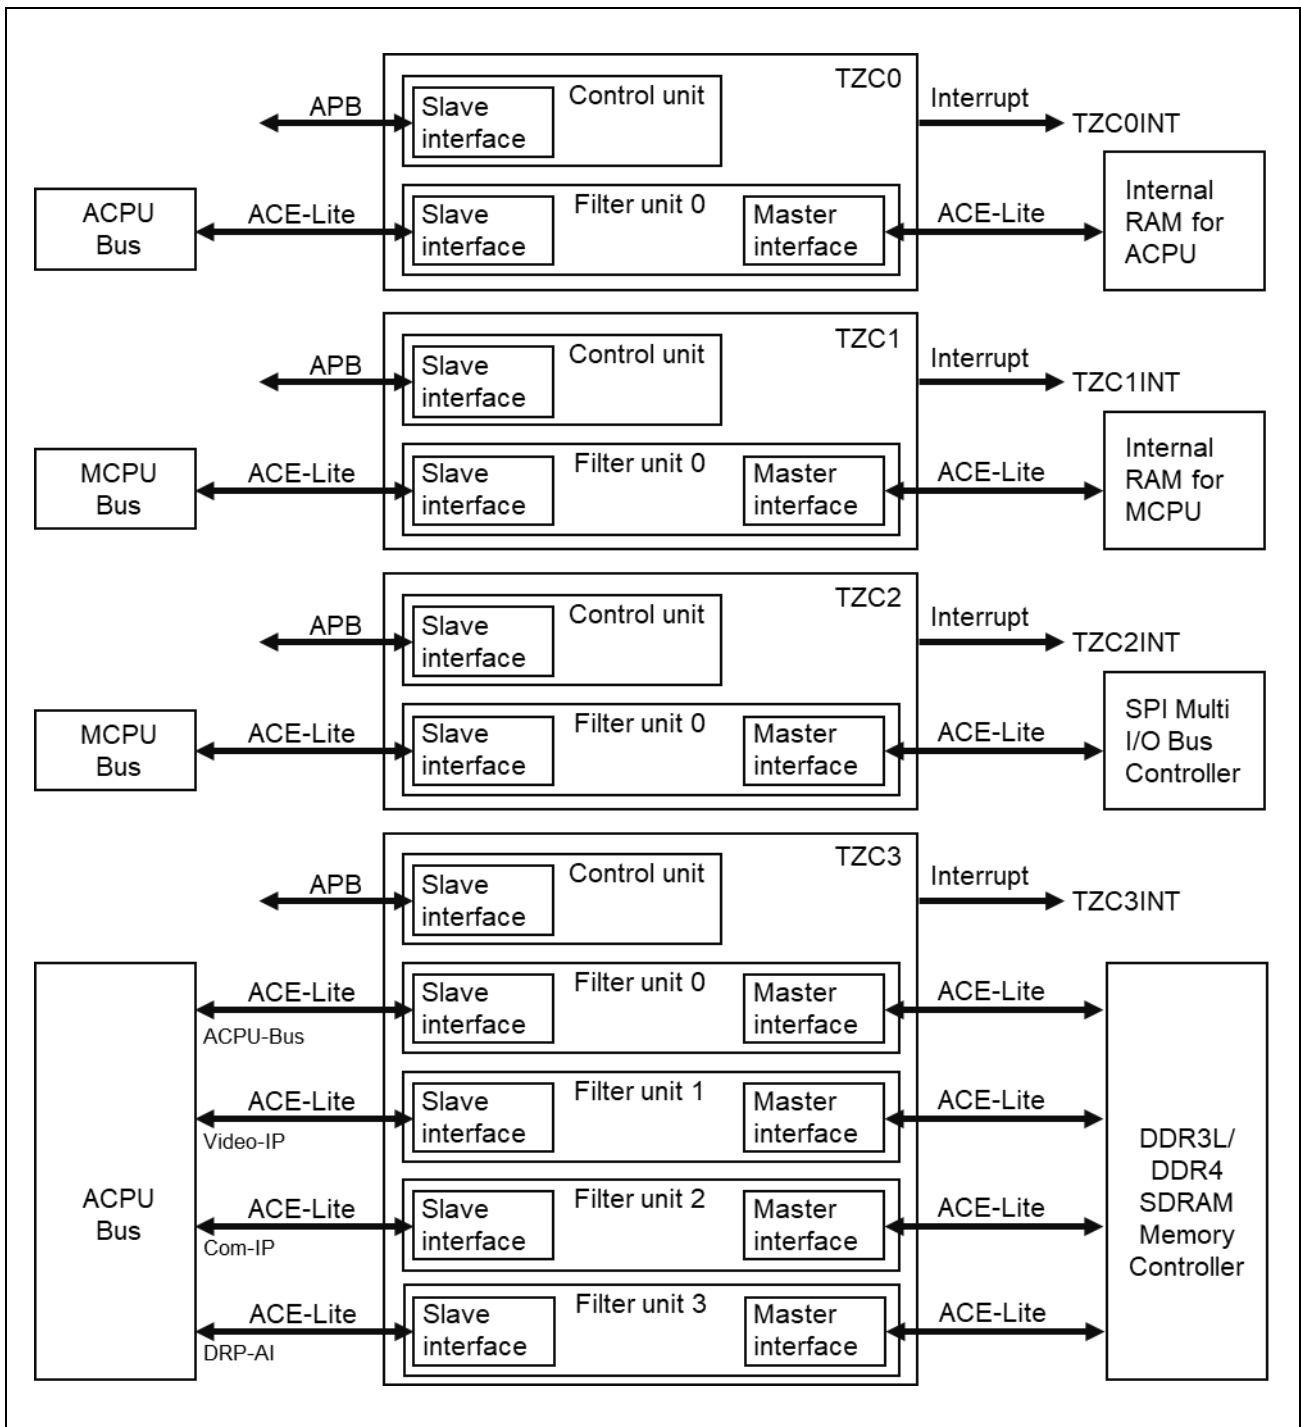 TZC0
APB
Slave
interface
Control unit
Interrupt
TZC0INT
ACPU
Bus
ACE-Lite
Slave
interface
Filter unit 0
Master
interface
ACE-Lite
Internal
RAM for
ACPU
TZC1
APB
Slave
interface
Control unit
Interrupt
TZC1INT
MCPU
Bus
ACE-Lite
Slave
interface
Filter unit 0
Master
interface
ACE-Lite
Internal
RAM for
MCPU
TZC2
APB
Slave
interface
Control unit
Interrupt
TZC2INT
MCPU
Bus
ACE-Lite
Slave
interface
Filter unit 0
Master
interface
ACE-Lite
SPI Multi
I/O Bus
Controller
TZC3
APB
Slave
interface
Control unit
Interrupt
TZC3INT
ACPU
Bus
ACE-Lite
ACPU-Bus
Slave
interface
Filter unit 0
Master
interface
ACE-Lite
ACE-Lite
Video-IP
Slave
interface
Filter unit 1
Master
interface
ACE-Lite
ACE-Lite
Com-IP
Slave
interface
Filter unit 2
Master
interface
ACE-Lite
ACE-Lite
DRP-AI
Slave
interface
Filter unit 3
Master
interface
ACE-Lite
DDR3L/
DDR4
SDRAM
Memory
Controller